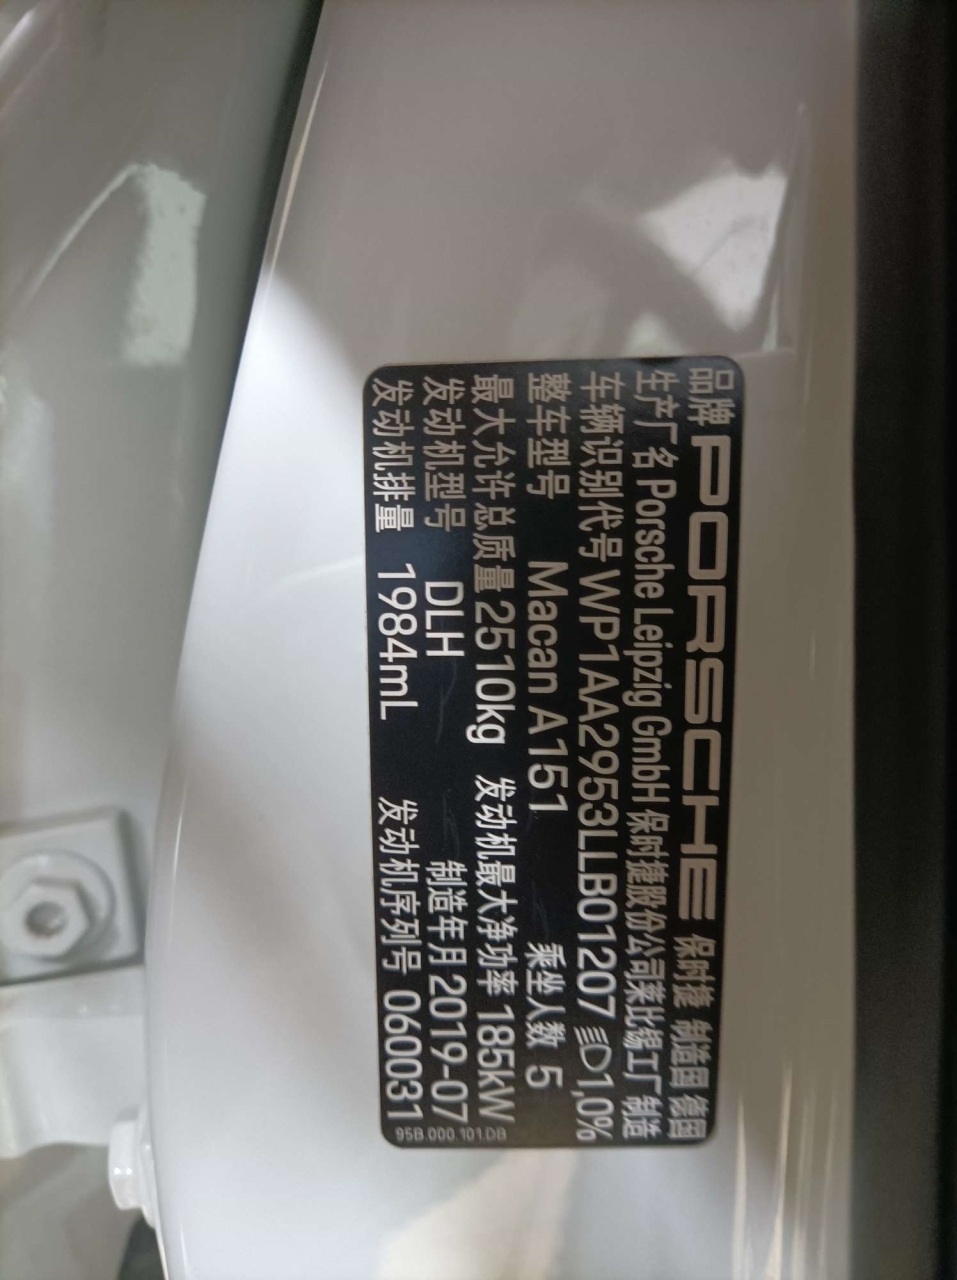 品牌 PORSCHE 保时捷 制造国 德国
生产厂名 Porsche Leipzig GmbH 保时捷股份公司莱比锡工厂制造
车辆识别代号 WP1AA2953LLB01207 1,0%
整车型号 Macan A151 乘坐人数 5
最大允许总质量 2510kg 发动机最大净功率 185kW
发动机型号 DLH 制造年月 2019-07
发动机排量 1984mL 发动机序列号 060031
95B.000.101.DB